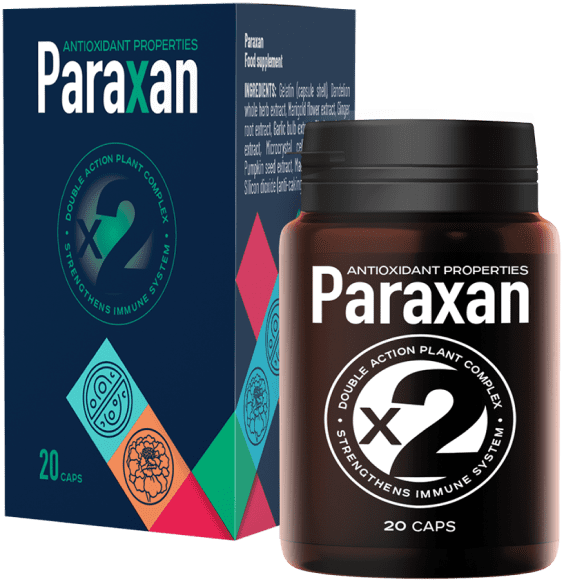 ANTIOXIDANT PROPERTIES
Paraxan
DOUBLE ACTION PLANT COMPLEX
x2
STRENGTHENS IMMUNE SYSTEM
20 CAPS
Paraxan
Food supplement
INGREDIENTS: Gelatin (capsule shell) Dandelion
whole herb extract, Marigold flower extract, Ginger
root extract, Garlic bulb
extract, Microcrystal
Pumpkin seed extract,
Silicon dioxide (anti-caking
ANTIOXIDANT PROPERTIES
Paraxan
DOUBLE ACTION PLANT COMPLEX
x2
STRENGTHENS IMMUNE SYSTEM
20 CAPS